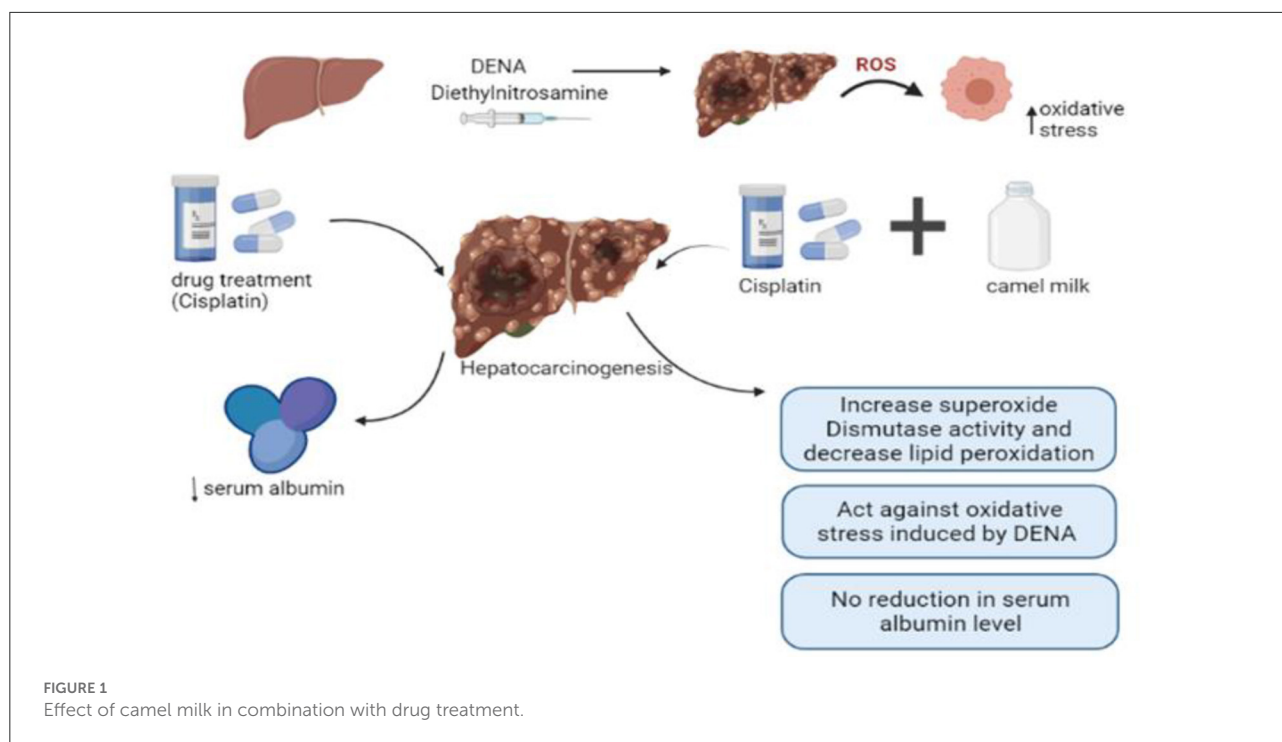 DENA
Diethylnitrosamine
ROS
↑oxidative
stress
drug treatment
(Cisplatin)
Cisplatin
camel milk
Hepatocarcinogenesis
↓ serum albumin
Increase superoxide
Dismutase activity and
decrease lipid peroxidation
Act against oxidative
stress induced by DENA
No reduction in serum
albumin level
FIGURE 1
Effect of camel milk in combination with drug treatment.